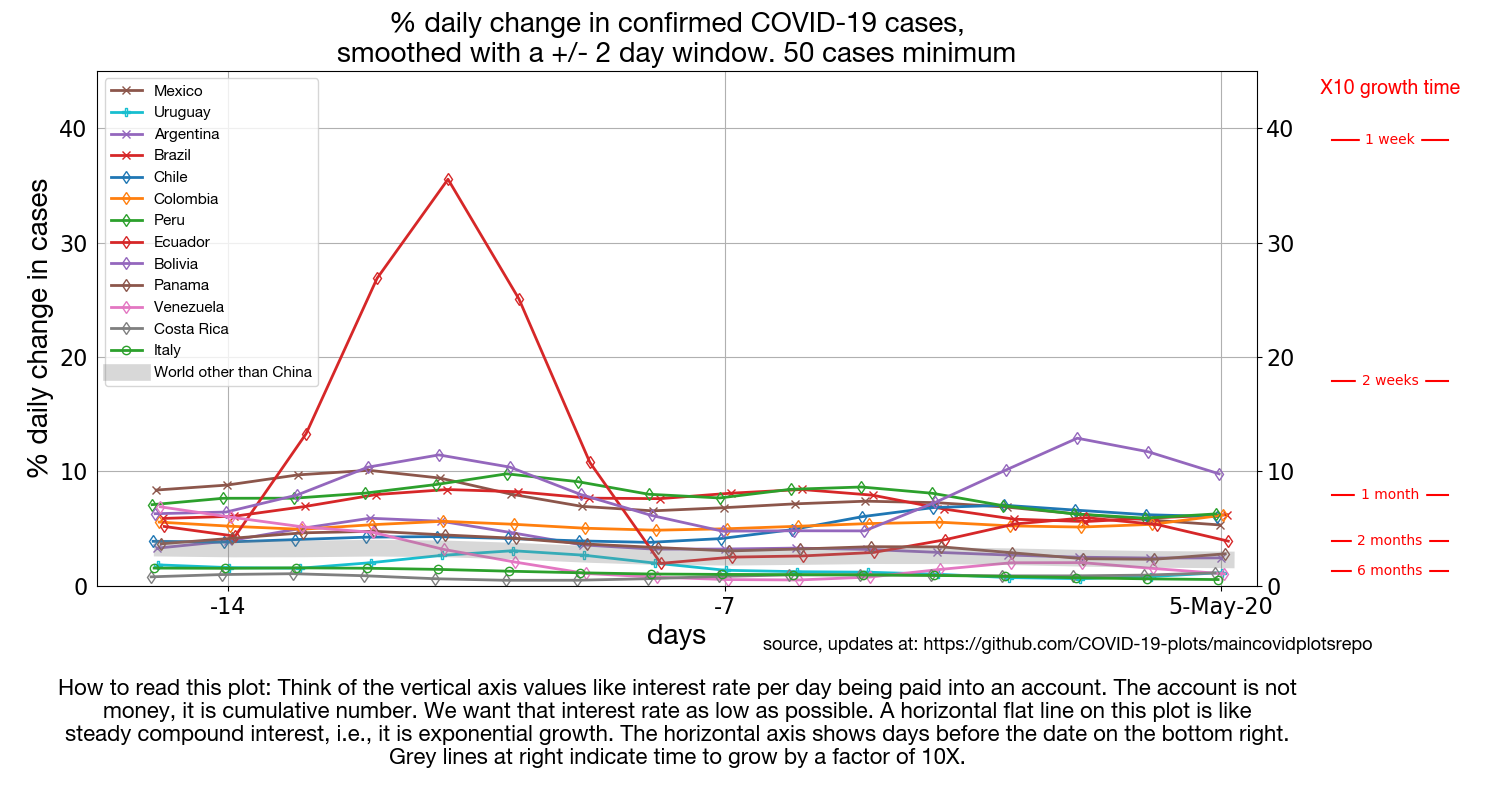 % daily change in confirmed COVID-19 cases,
smoothed with a +/- 2 day window. 50 cases minimum
X10 growth time
Mexico
Uruguay
Argentina
Brazil
Chile
Colombia
Peru
Ecuador
Bolivia
Panama
Venezuela
Costa Rica
Italy
World other than China
% daily change in cases
40
30
20
10
0
40
30
20
10
0
1 week
2 weeks
1 month
2 months
6 months
-14
-7
5-May-20
days
source, updates at: https://github.com/COVID-19-plots/maincovidplotsrepo
How to read this plot: Think of the vertical axis values like interest rate per day being paid into an account. The account is not
money, it is cumulative number. We want that interest rate as low as possible. A horizontal flat line on this plot is like
steady compound interest, i.e., it is exponential growth. The horizontal axis shows days before the date on the bottom right.
Grey lines at right indicate time to grow by a factor of 10X.